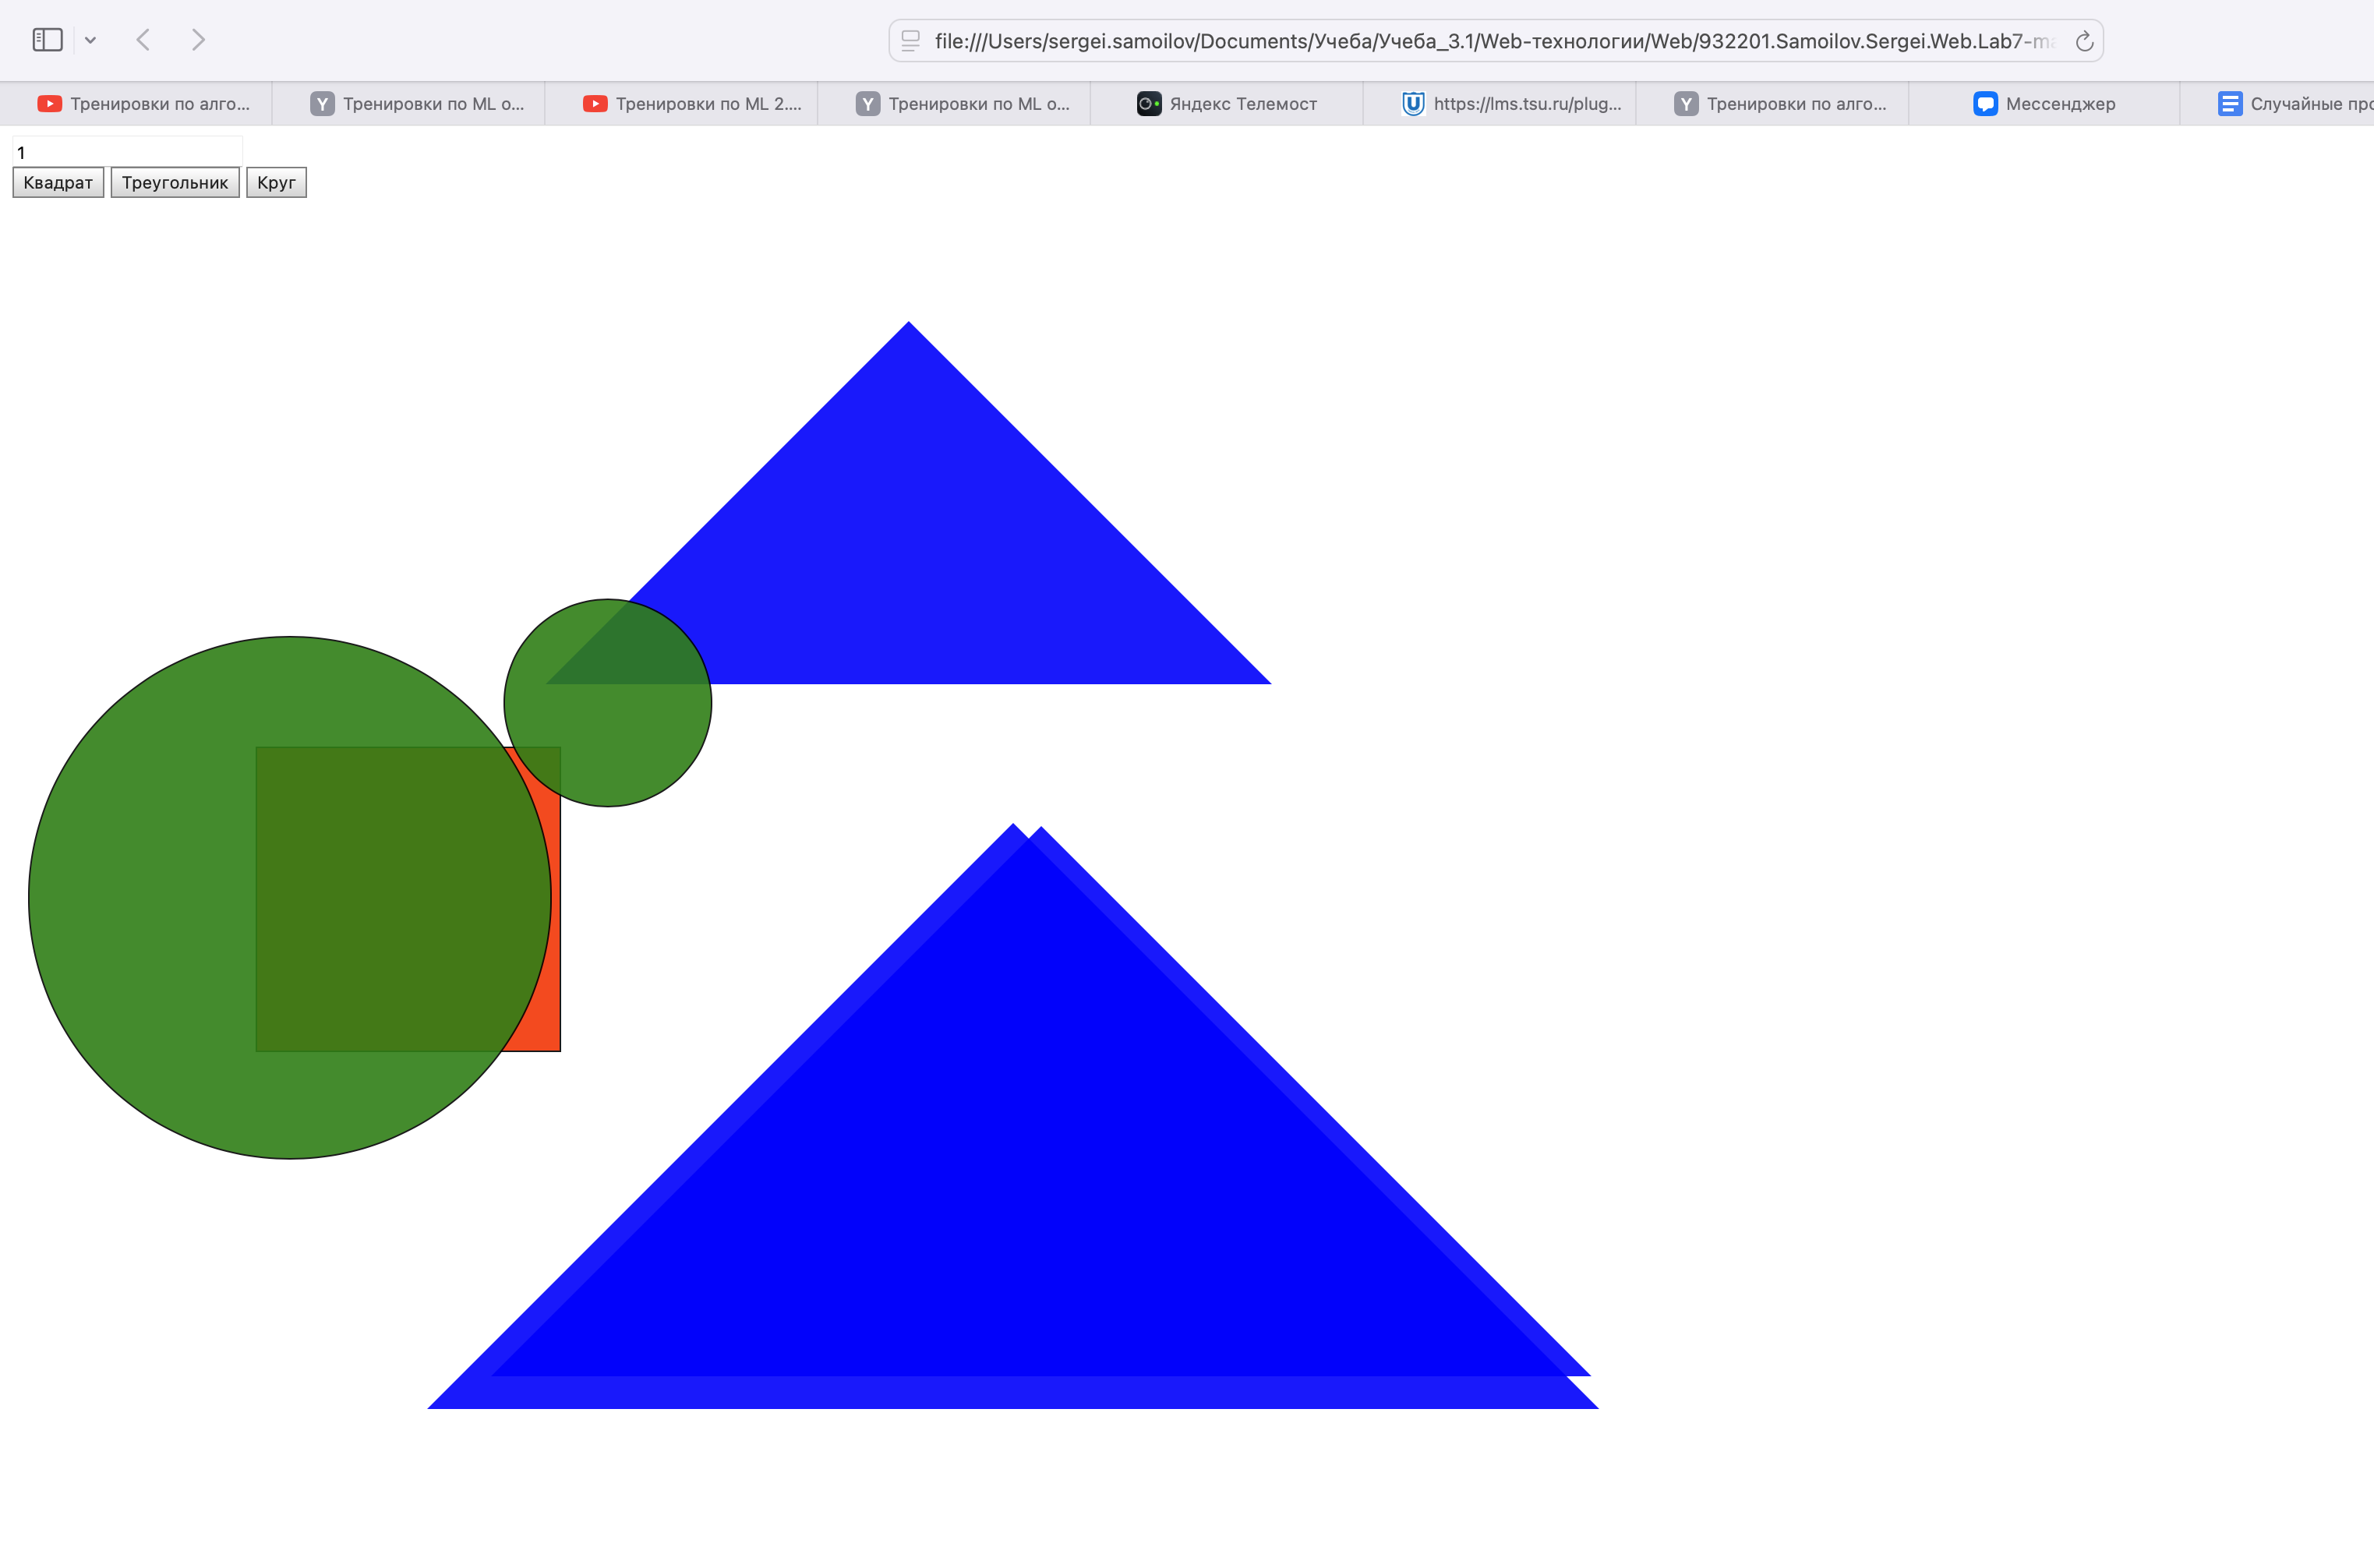 file:///Users/sergei.samoilov/Documents/Учеба/Учеба_3.1/Web-технологии/Web/932201.Samoilov.Sergei.Web.Lab7-ma
Тренировки по алго... Y Тренировки по ML о... Тренировки по ML 2.... Y Тренировки по ML о... Яндекс Телемост U https://lms.tsu.ru/plug... Y Тренировки по алго... Мессенджер Случайные про
1
Квадрат Треугольник Круг